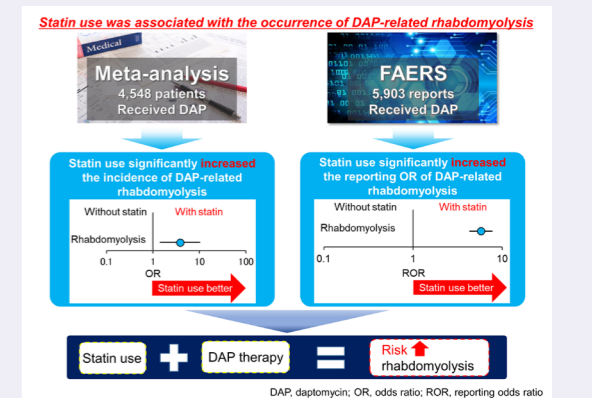 Statin use was associated with the occurrence of DAP-related rhabdomyolysis
Medical
Meta-analysis
4,548 patients
Received DAP
FAERS
5,903 reports
Received DAP
Statin use significantly increased
the incidence of DAP-related
rhabdomyolysis
Without statin With statin
Rhabdomyolysis
0.1 1 10 100
OR
Statin use better
Statin use significantly increased
the reporting OR of DAP-related
rhabdomyolysis
Without statin With statin
Rhabdomyolysis
0.1 1 10
ROR
Statin use better
Statin use + DAP therapy = Risk
rhabdomyolysis
DAP, daptomycin; OR, odds ratio; ROR, reporting odds ratio